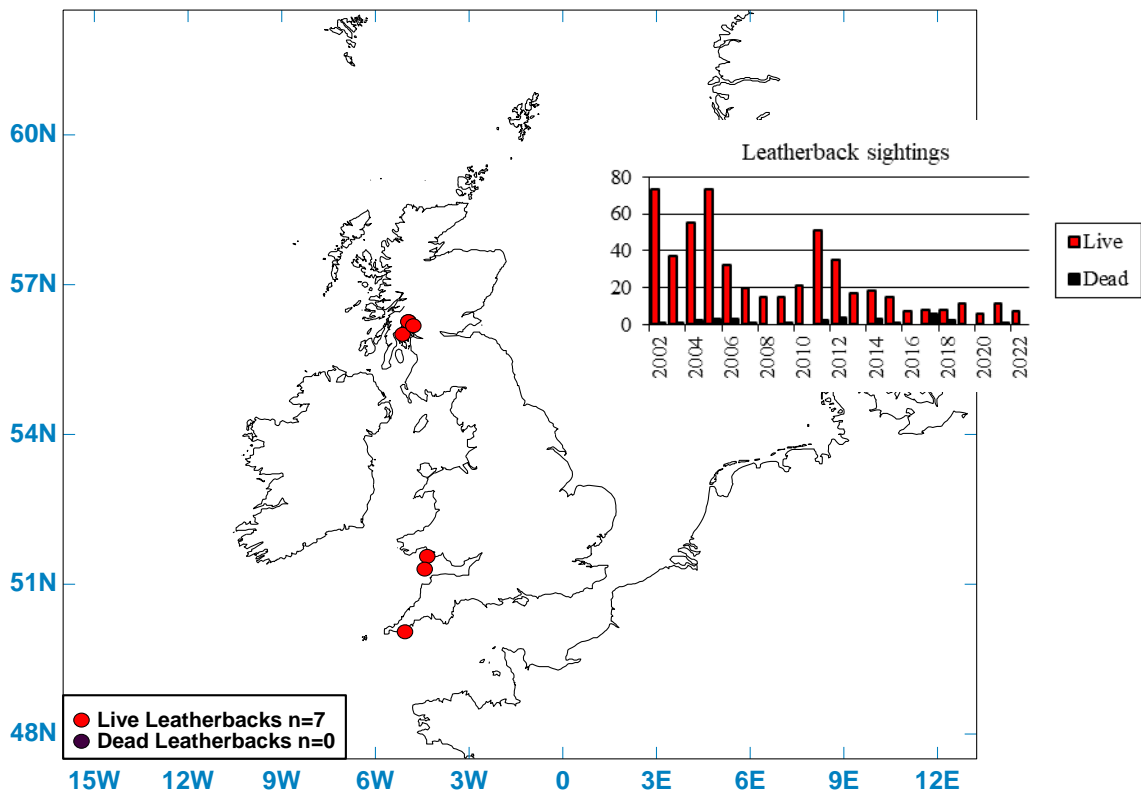 60N
57N
54N
51N
48N
Leatherback sightings
80
60
40
20
0
2002 2004 2006 2008 2010 2012 2014 2016 2018 2020 2022
Live
Dead
Live Leatherbacks n=7
Dead Leatherbacks n=0
15W 12W 9W 6W 3W 0 3E 6E 9E 12E